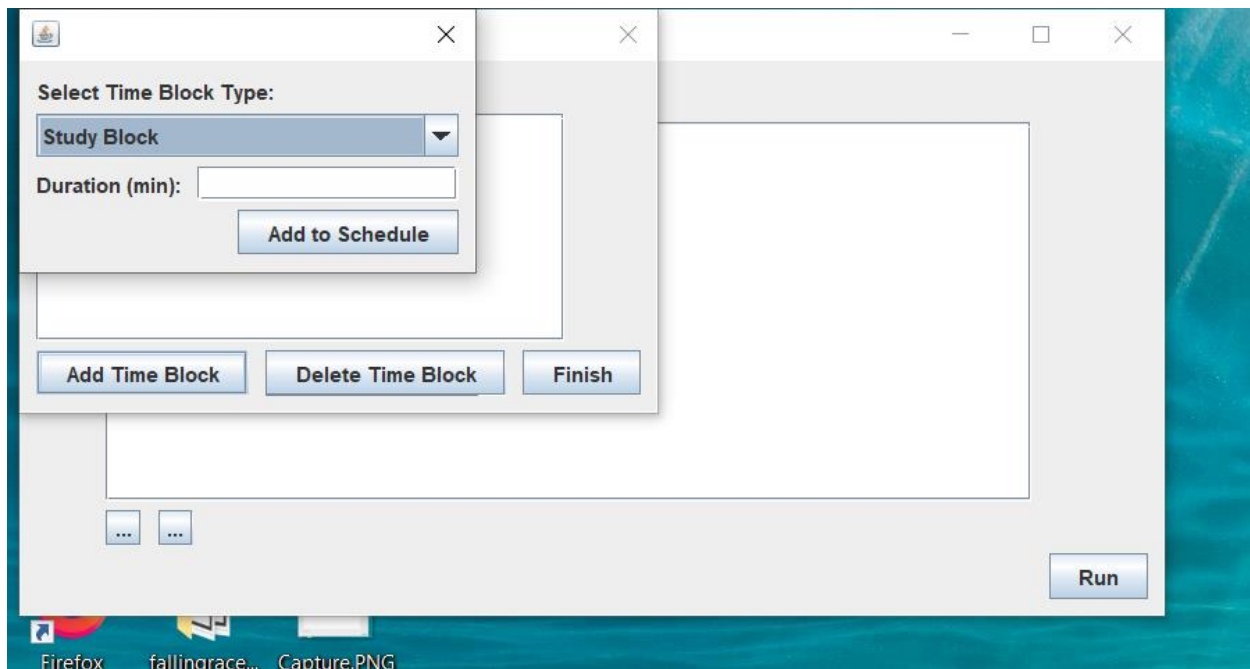 Select Time Block Type:
Study Block
Duration (min):
Add to Schedule
Add Time Block
Delete Time Block
Finish
...
...
Run
Firefox
fallingrace...
Capture.PNG